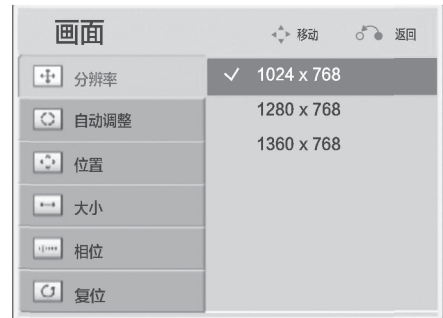 画面 移动 返回
分辨率
自动调整
位置
大小
相位
复位
✓ 1024 x 768
1280 x 768
1360 x 768